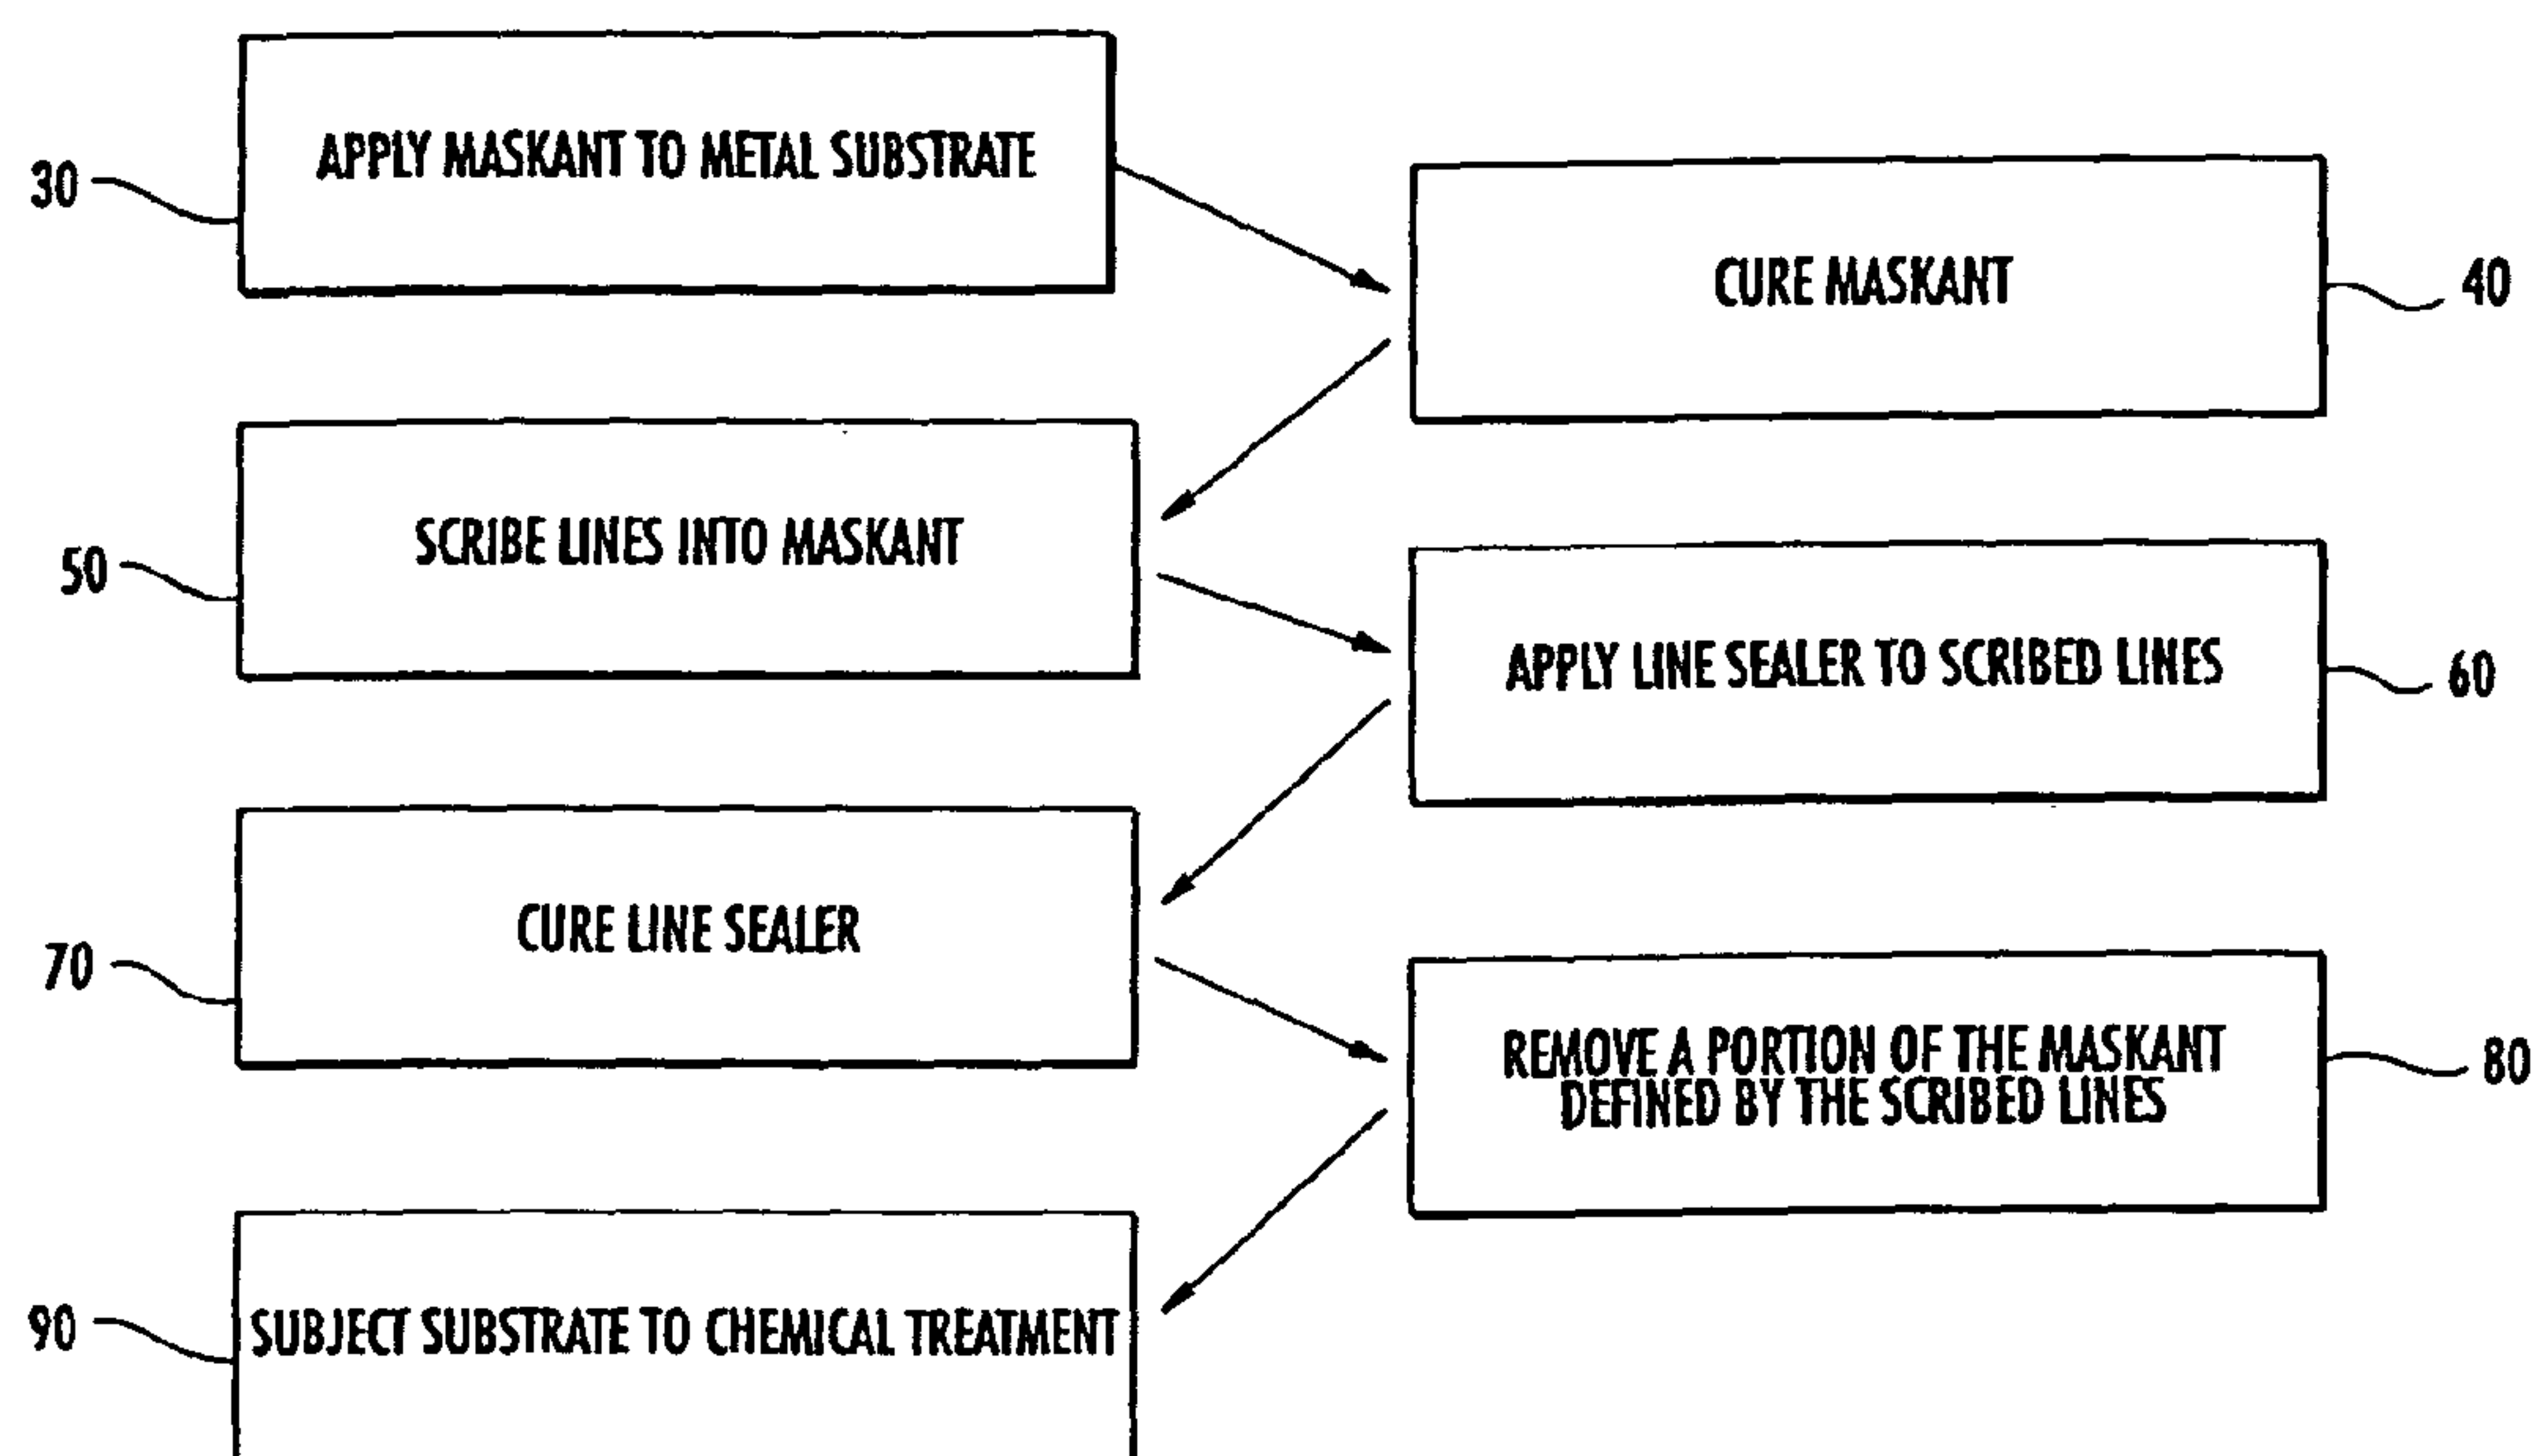 30
APPLY MASKANT TO METAL SUBSTRATE
CURE MASKANT
40
50
SCRIBE LINES INTO MASKANT
APPLY LINE SEALER TO SCRIBED LINES
60
70
CURE LINE SEALER
REMOVE A PORTION OF THE MASKANT
DEFINED BY THE SCRIBED LINES
80
90
SUBJECT SUBSTRATE TO CHEMICAL TREATMENT